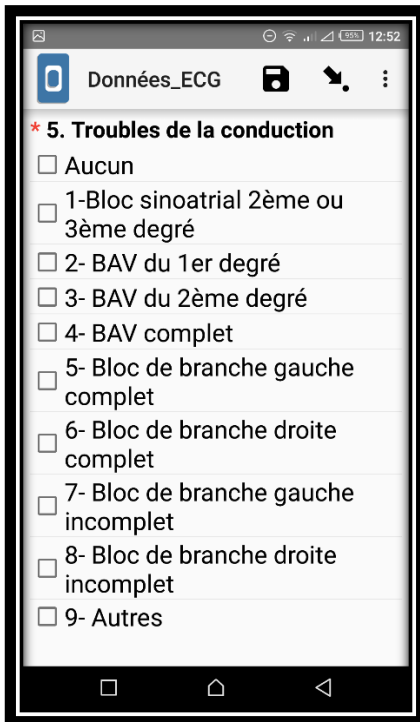 95% 12:52
Données_ECG
* 5. Troubles de la conduction
Aucun
1-Bloc sinoatrial 2ème ou
3ème degré
2- BAV du 1er degré
3- BAV du 2ème degré
4- BAV complet
5- Bloc de branche gauche
complet
6- Bloc de branche droite
complet
7- Bloc de branche gauche
incomplet
8- Bloc de branche droite
incomplet
9- Autres